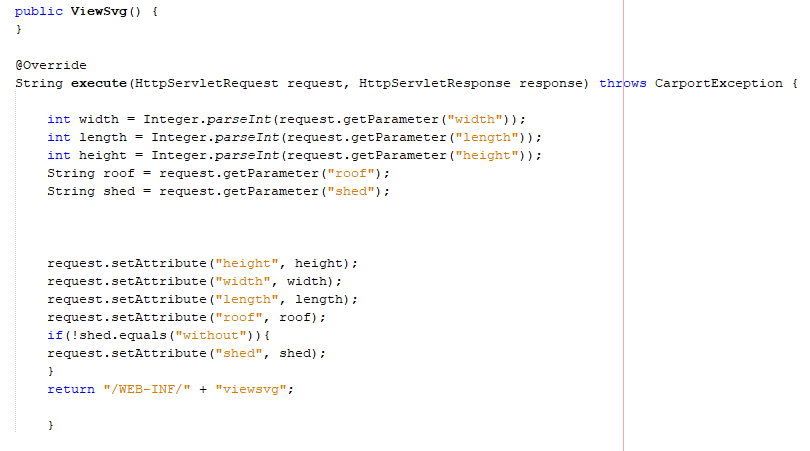 public ViewSvg() {
}
@Override
String execute(HttpServletRequest request, HttpServletResponse response) throws CarportException {
int width = Integer.parseInt(request.getParameter("width"));
int length = Integer.parseInt(request.getParameter("length"));
int height = Integer.parseInt(request.getParameter("height"));
String roof = request.getParameter("roof");
String shed = request.getParameter("shed");
request.setAttribute("height", height);
request.setAttribute("width", width);
request.setAttribute("length", length);
request.setAttribute("roof", roof);
if(!shed.equals("without")){
request.setAttribute("shed", shed);
}
return "/WEB-INF/" + "viewsvg";
}